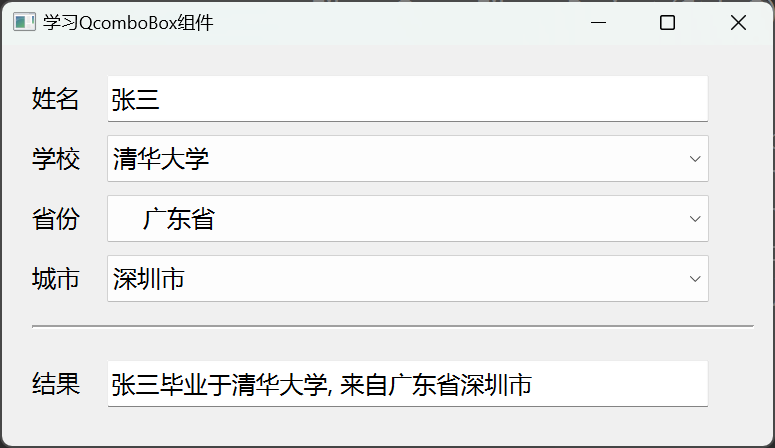 学习QcomboBox组件
姓名 张三
学校 清华大学
省份 广东省
城市 深圳市
结果 张三毕业于清华大学, 来自广东省深圳市